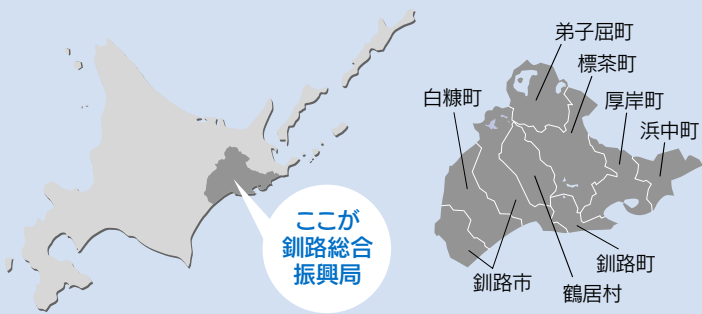 弟子屈町
標茶町
白糠町
厚岸町
浜中町
ここが
釧路総合
振興局
釧路市
鶴居村
釧路町